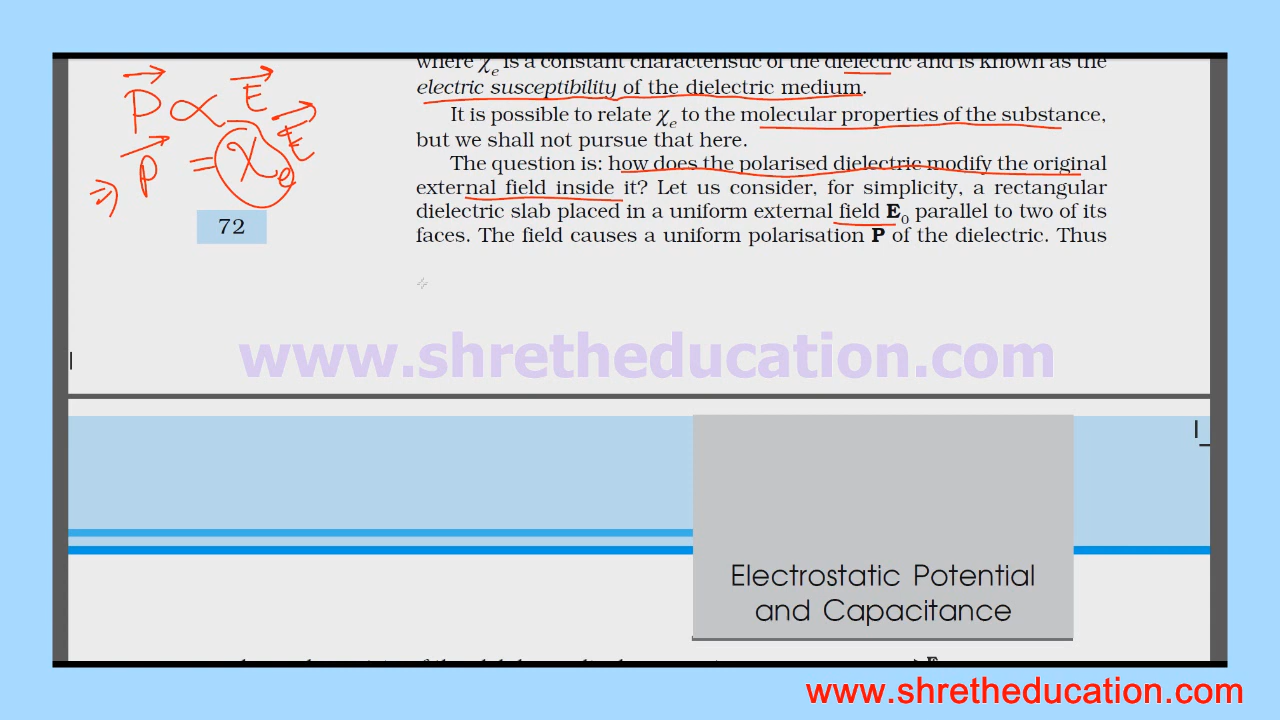 where χₑ is a constant characteristic of the dielectric and is known as the
electric susceptibility of the dielectric medium.
It is possible to relate χₑ to the molecular properties of the substance,
but we shall not pursue that here.
The question is: how does the polarised dielectric modify the original
external field inside it? Let us consider, for simplicity, a rectangular
dielectric slab placed in a uniform external field E₀ parallel to two of its
faces. The field causes a uniform polarisation P of the dielectric. Thus
P⃗ ∝ E⃗
⇒ P⃗ = χₑ E⃗
72
www.shretheducation.com
Electrostatic Potential
and Capacitance
www.shretheducation.com